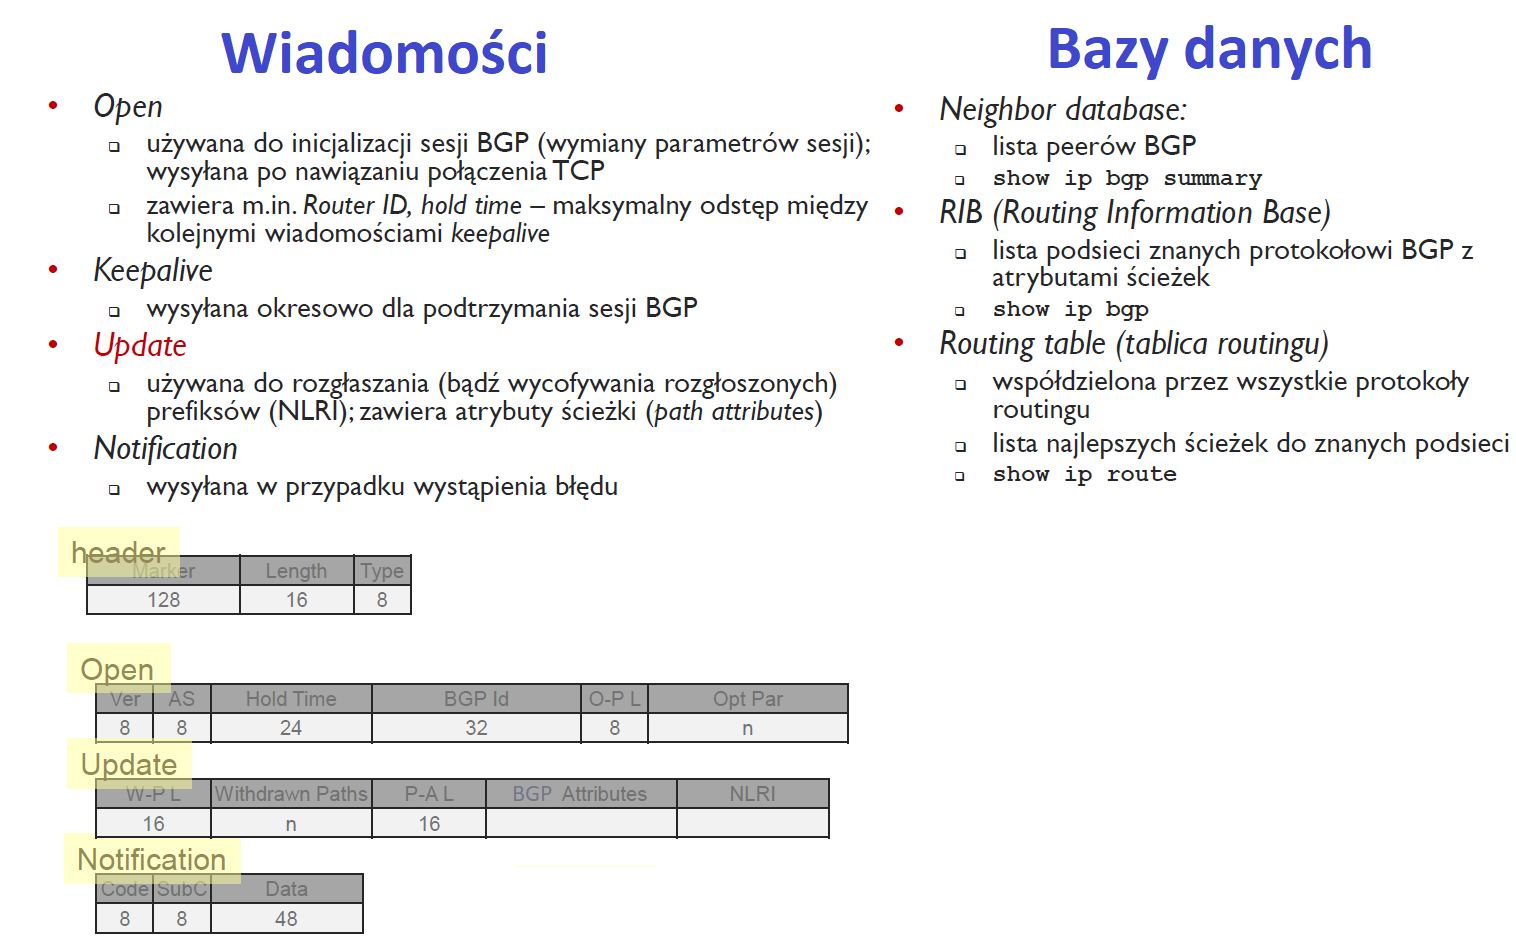 Wiadomości
• Open
❑ używana do inicjalizacji sesji BGP (wymiany parametrów sesji);
wysyłana po nawiązaniu połączenia TCP
❑ zawiera m.in. Router ID, hold time – maksymalny odstęp między
kolejnymi wiadomościami keepalive
• Keepalive
❑ wysyłana okresowo dla podtrzymania sesji BGP
• Update
❑ używana do rozgłaszania (bądź wycofywania rozgłoszonych)
prefiksów (NLRI); zawiera atrybuty ścieżki (path attributes)
• Notification
❑ wysyłana w przypadku wystąpienia błędu
header
Marker Length Type
128 16 8
Open
Ver AS Hold Time BGP Id O-P L Opt Par
8 8 24 32 8 n
Update
W-P L Withdrawn Paths P-A L BGP Attributes NLRI
16 n 16
Notification
Code SubC Data
8 8 48
Bazy danych
• Neighbor database:
❑ lista peerów BGP
❑ show ip bgp summary
• RIB (Routing Information Base)
❑ lista podsieci znanych protokołowi BGP z
atrybutami ścieżek
❑ show ip bgp
• Routing table (tablica routingu)
❑ współdzielona przez wszystkie protokoły
routingu
❑ lista najlepszych ścieżek do znanych podsieci
❑ show ip route